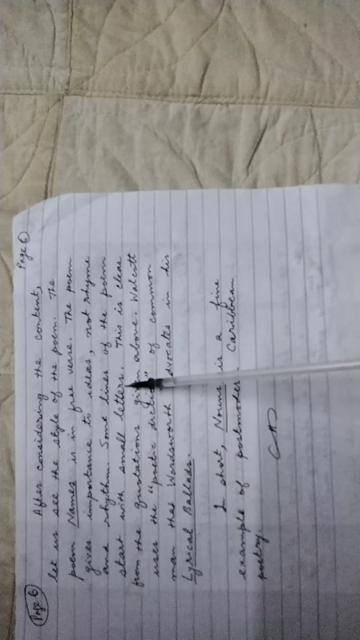 Page 6
Page 6
After considering the content,
let us see the style of the poem. The
poem Names is in free verse. The poem
gives importance to ideas, not rhyme
and rhythm. Some lines of the poem
start with small letters. This is clear
from the quotations given above. Walcott
uses the "poetic diction" of common
man that Wordsworth advocates in his
Lyrical Ballads.
In short, Names is a fine
example of postmodern Caribbean
poetry.